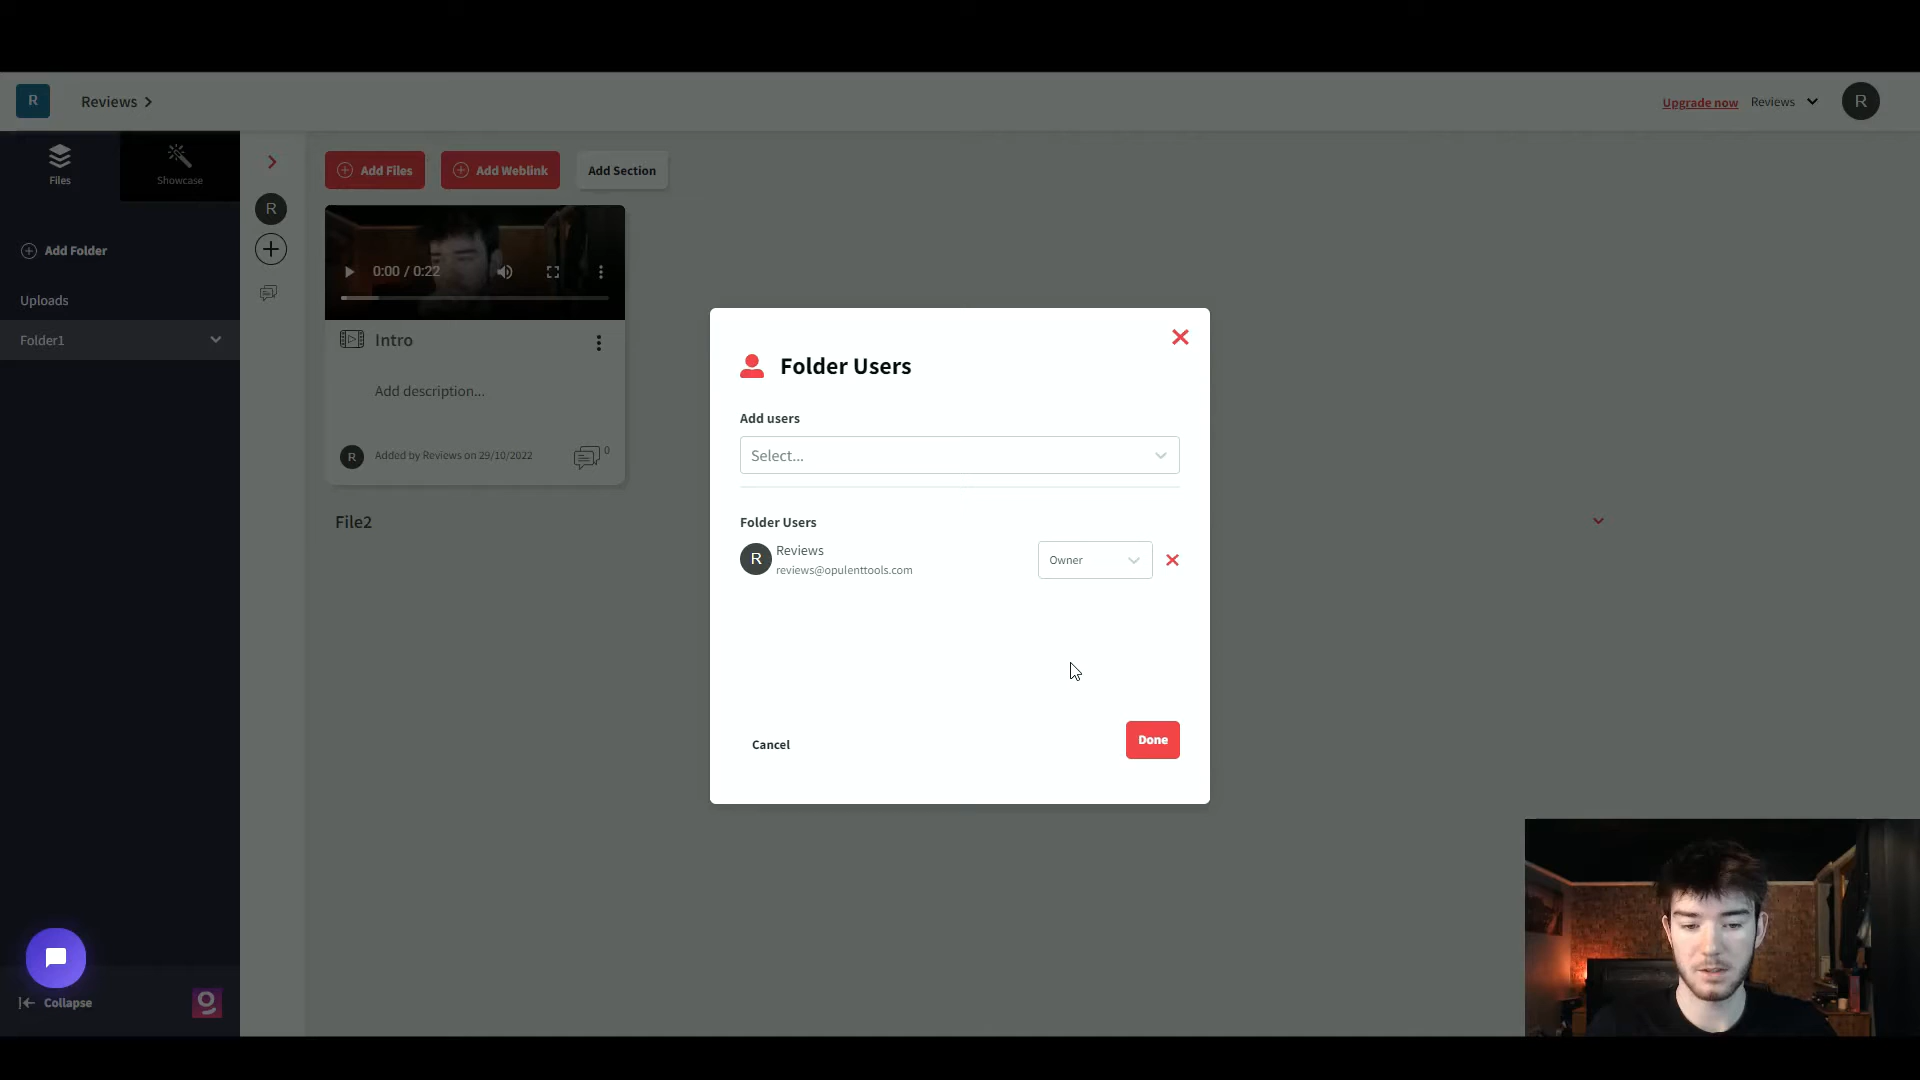 R
Reviews
Upgrade now
Reviews
R
Files
Showcase
Add Files
Add Weblink
Add Section
R
Add Folder
0:00 / 0:22
Uploads
Folder1
Intro
Add description...
R
Added by Reviews on 29/10/2022
0
File2
Folder Users
Add users
Select...
Folder Users
R
Reviews
reviews@opulenttools.com
Owner
Cancel
Done
Collapse
g